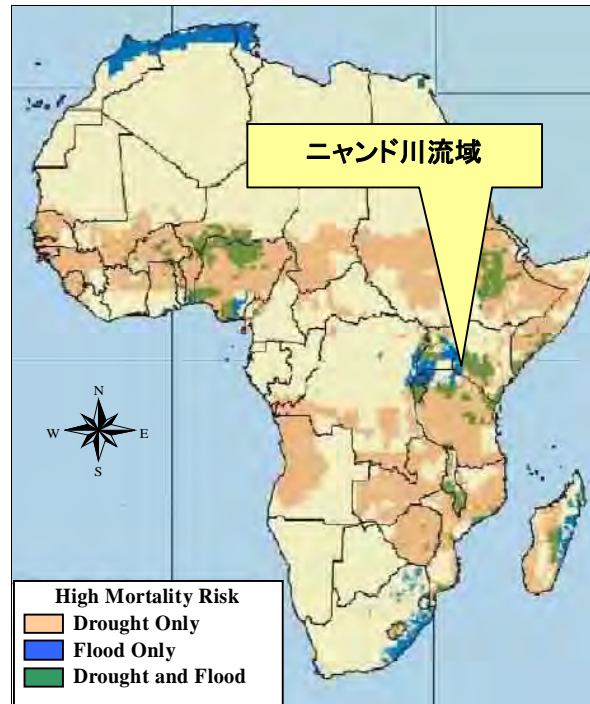 ニャンド川流域
N
W E
S
High Mortality Risk
Drought Only
Flood Only
Drought and Flood